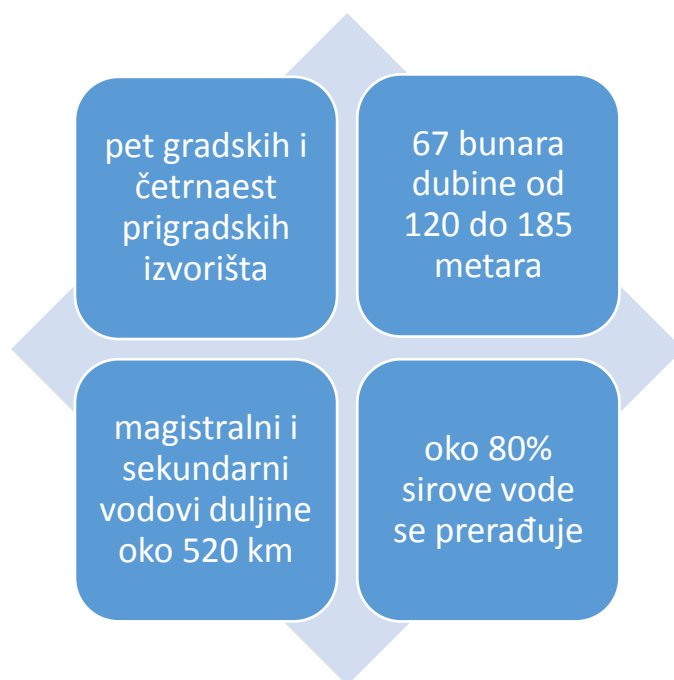 pet gradskih i
četrnaest
prigradskih
izvorišta
67 bunara
dubine od
120 do 185
metara
magistralni i
sekundarni
vodovi duljine
oko 520 km
oko 80%
sirove vode
se prerađuje